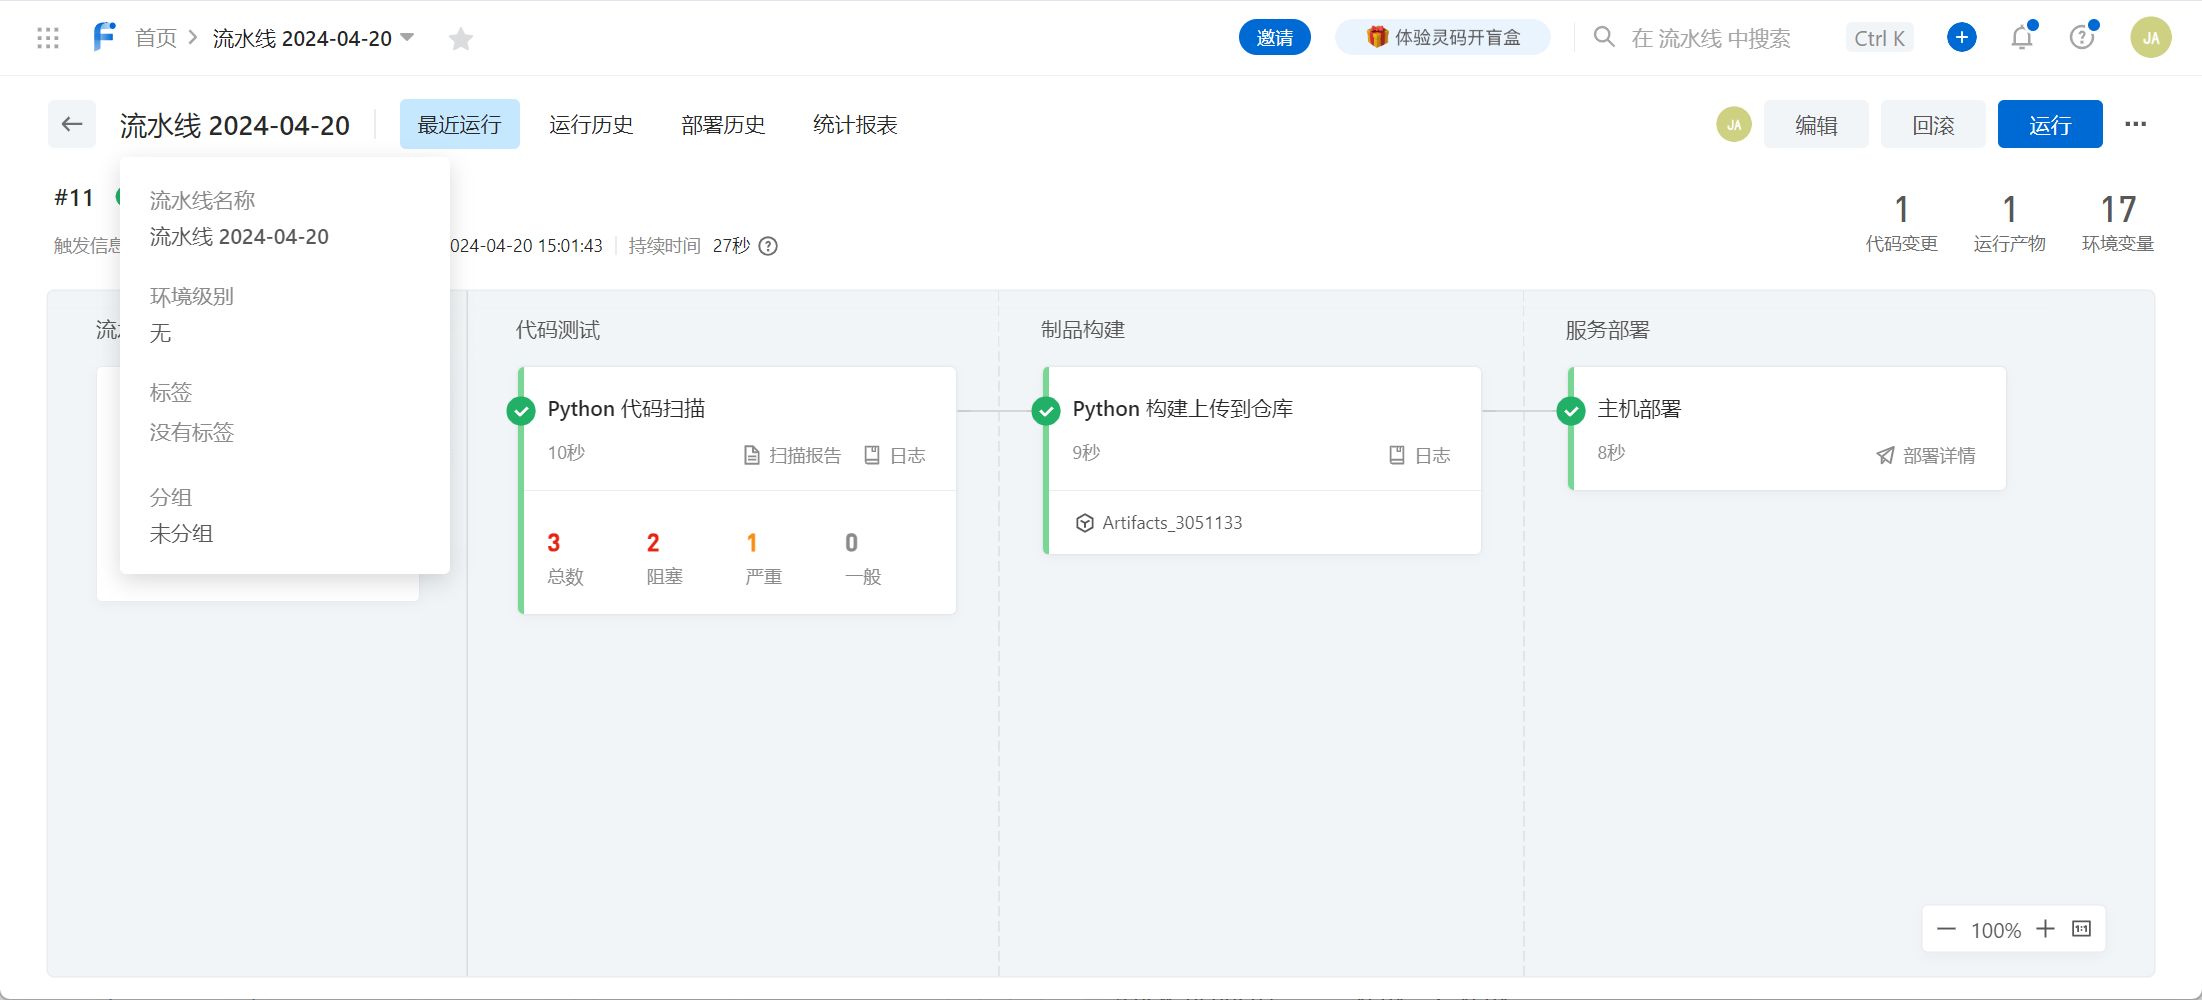 首页 > 流水线 2024-04-20
邀请
体验灵码开盲盒
在 流水线 中搜索
Ctrl K
JA
流水线 2024-04-20
最近运行
运行历史
部署历史
统计报表
JA
编辑
回滚
运行
#11
流水线名称
流水线 2024-04-20
环境级别
无
标签
没有标签
分组
未分组
触发信息
024-04-20 15:01:43
持续时间 27秒
1
代码变更
1
运行产物
17
环境变量
代码测试
Python 代码扫描
10秒
扫描报告
日志
3
总数
2
阻塞
1
严重
0
一般
制品构建
Python 构建上传到仓库
9秒
日志
Artifacts_3051133
服务部署
主机部署
8秒
部署详情
100%
1:1